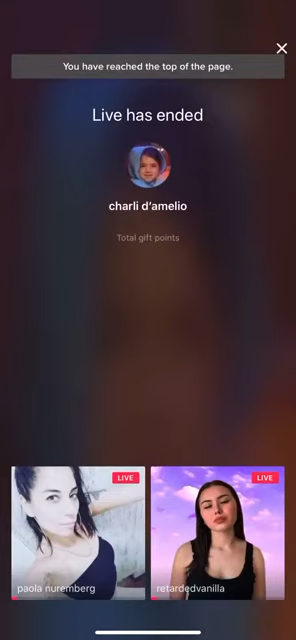 You have reached the top of the page.
Live has ended
charli d'amelio
Total gift points
LIVE
LIVE
paola nuremberg
retardedvanilla